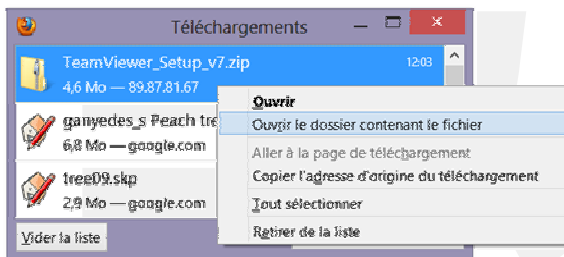 Téléchargements
TeamViewer_Setup_v7.zip
12:03
4,6 Mo — 89.87.81.67
Ouvrir
ganyedes_s Peach tre
Ouvrir le dossier contenant le fichier
6,8 Mo — google.com
Aller à la page de téléchargement
tree09.skp
Copier l'adresse d'origine du téléchargement
2,9 Mo — google.com
Tout sélectionner
Vider la liste
Retirer de la liste